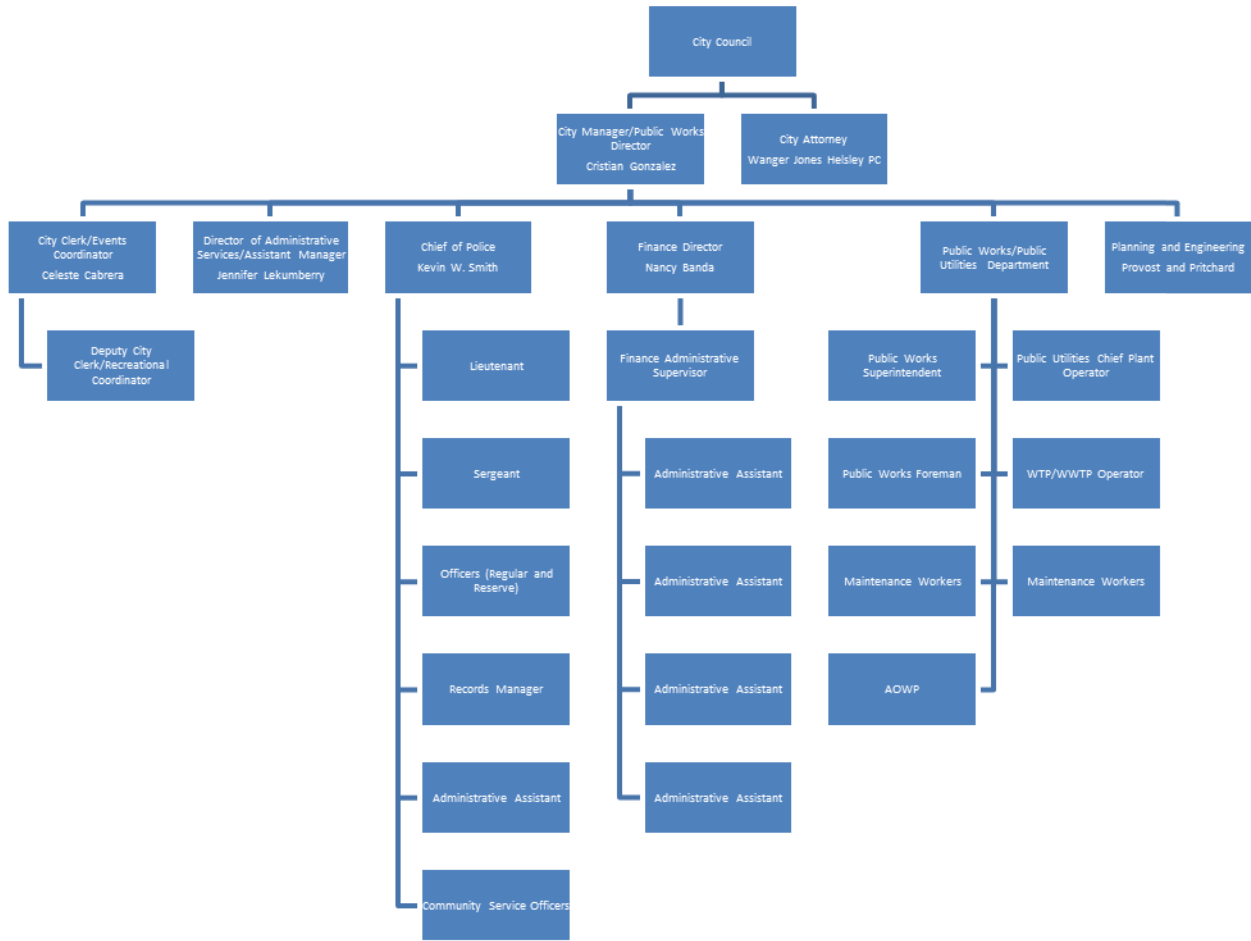 City Council
City Manager/Public Works
Director
Cristian Gonzalez
City Attorney
Wanger Jones Helsley PC
City Clerk/Events
Coordinator
Celeste Cabrera
Director of Administrative
Services/Assistant Manager
Jennifer Lekumberry
Chief of Police
Kevin W. Smith
Finance Director
Nancy Banda
Public Works/Public
Utilities Department
Planning and Engineering
Provost and Pritchard
Deputy City
Clerk/Recreational
Coordinator
Lieutenant
Finance Administrative
Supervisor
Public Works
Superintendent
Public Utilities Chief Plant
Operator
Sergeant
Administrative Assistant
Public Works Foreman
WTP/WWTP Operator
Officers (Regular and
Reserve)
Administrative Assistant
Maintenance Workers
Maintenance Workers
Records Manager
Administrative Assistant
AOWP
Administrative Assistant
Administrative Assistant
Community Service Officers